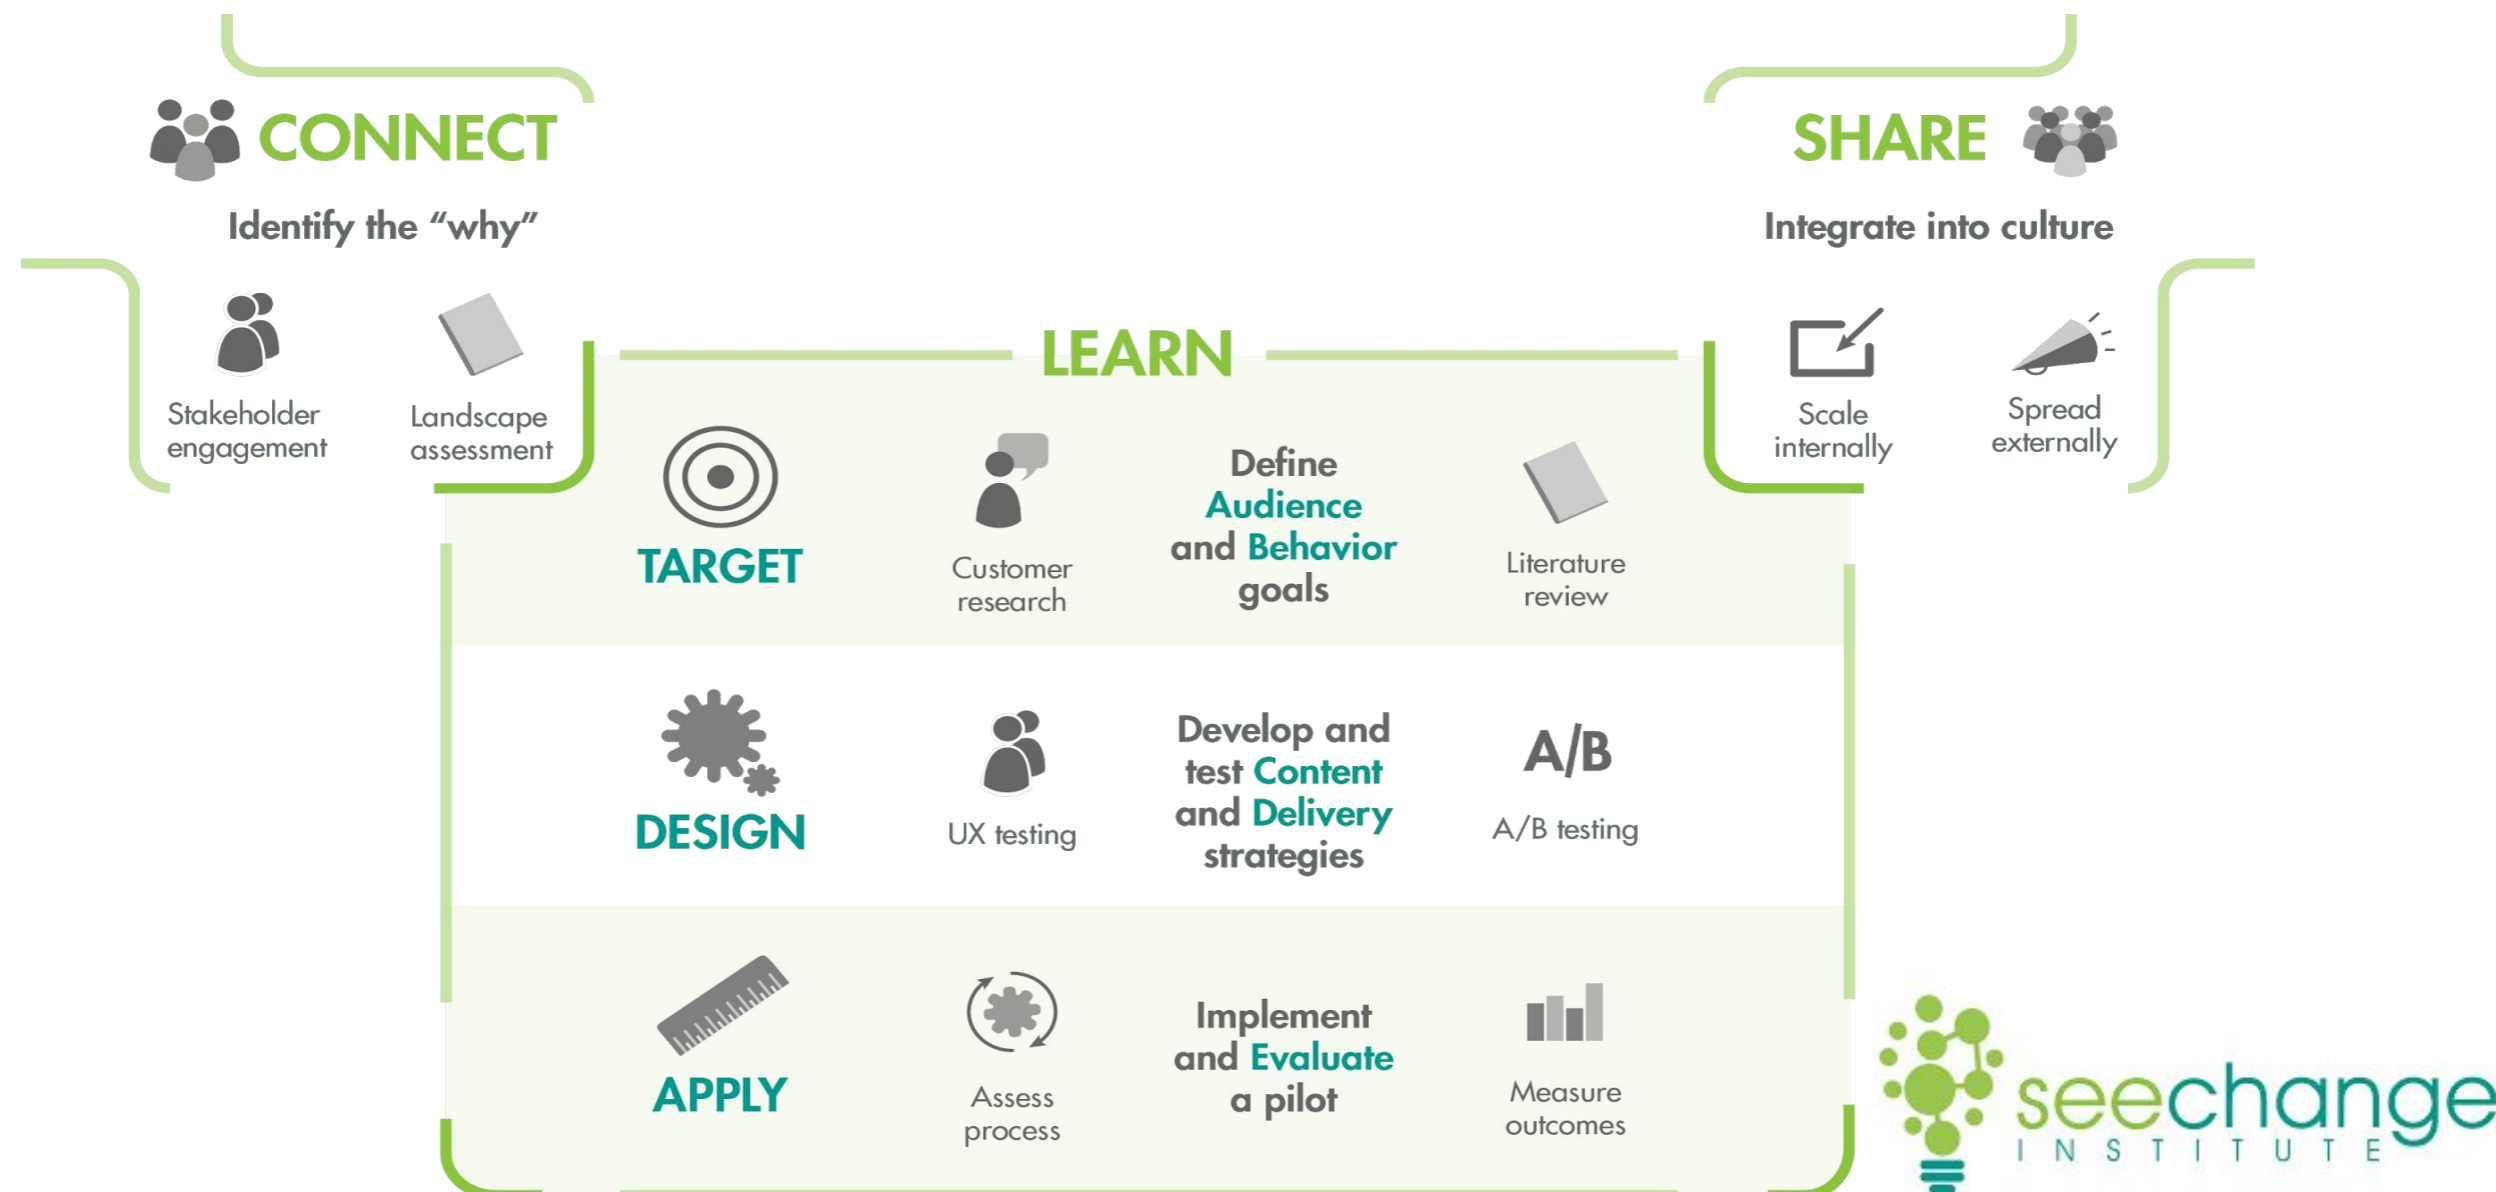 CONNECT
Identify the “why”
Stakeholder
engagement
Landscape
assessment
SHARE
Integrate into culture
Scale
internally
Spread
externally
LEARN
TARGET
Customer
research
Define
Audience
and Behavior
goals
Literature
review
DESIGN
UX testing
Develop and
test Content
and Delivery
strategies
A/B
A/B testing
APPLY
Assess
process
Implement
and Evaluate
a pilot
Measure
outcomes
seechange
INSTITUTE